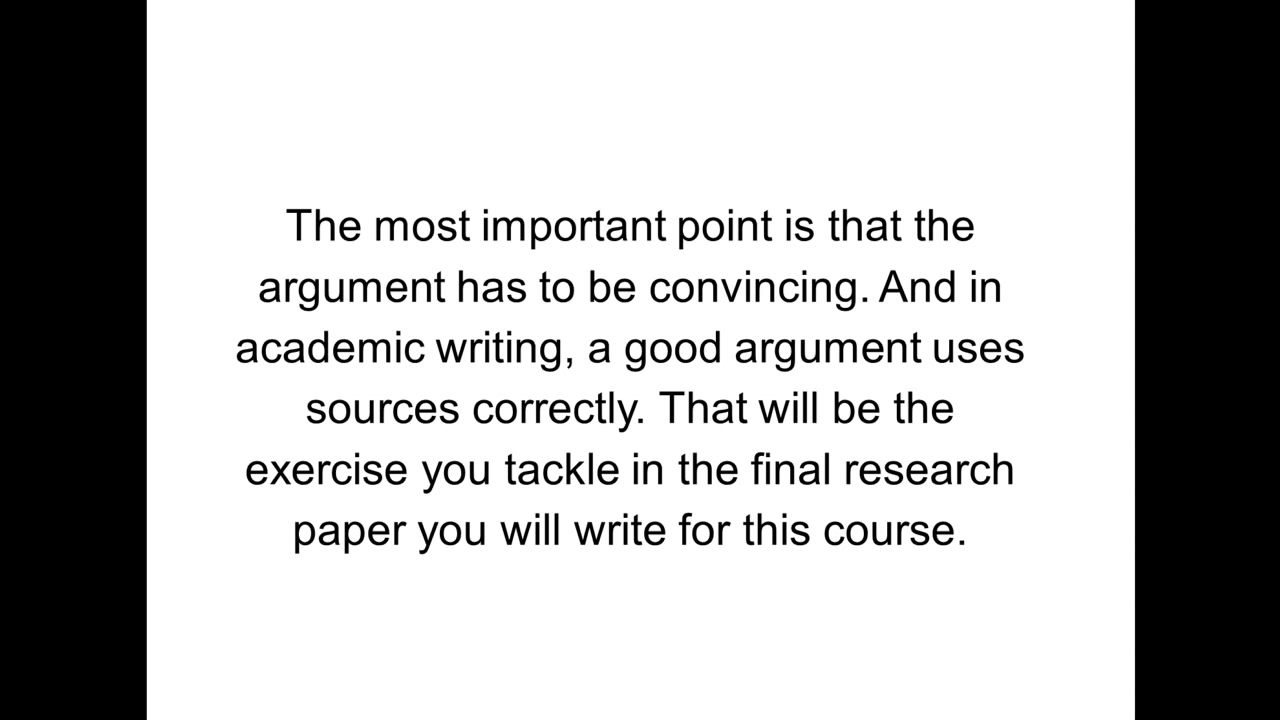 The most important point is that the
argument has to be convincing. And in
academic writing, a good argument uses
sources correctly. That will be the
exercise you tackle in the final research
paper you will write for this course.